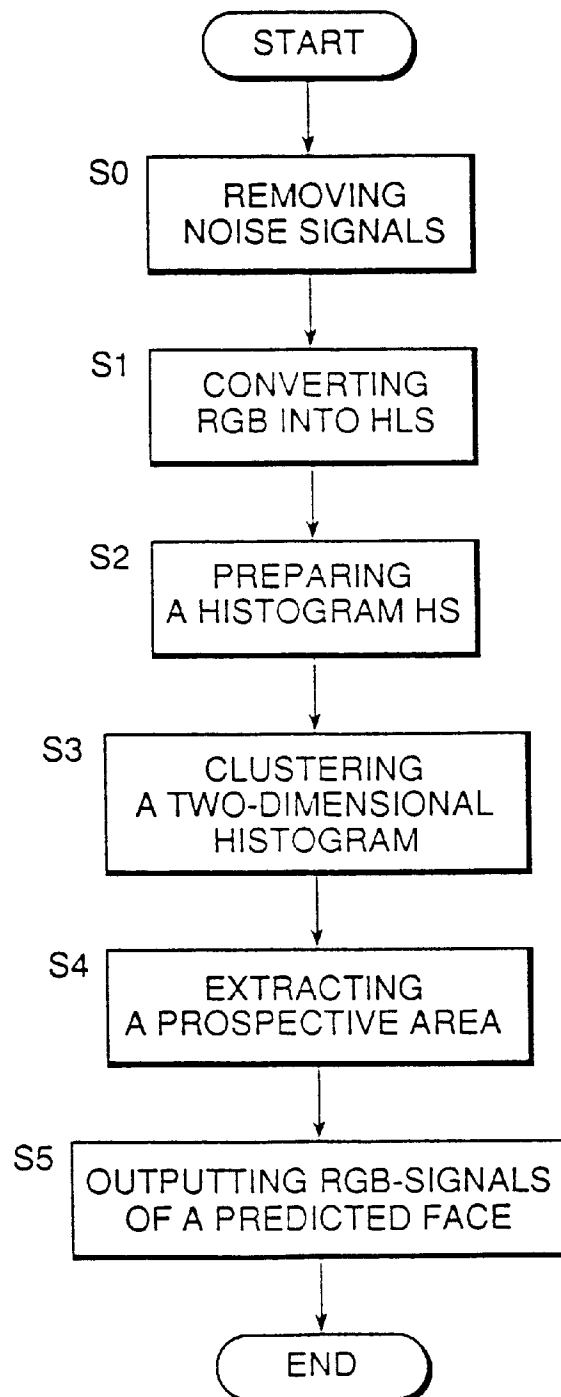 START
S0
REMOVING
NOISE SIGNALS
S1
CONVERTING
RGB INTO HLS
S2
PREPARING
A HISTOGRAM HS
S3
CLUSTERING
A TWO-DIMENSIONAL
HISTOGRAM
S4
EXTRACTING
A PROSPECTIVE AREA
S5
OUTPUTTING RGB-SIGNALS
OF A PREDICTED FACE
END